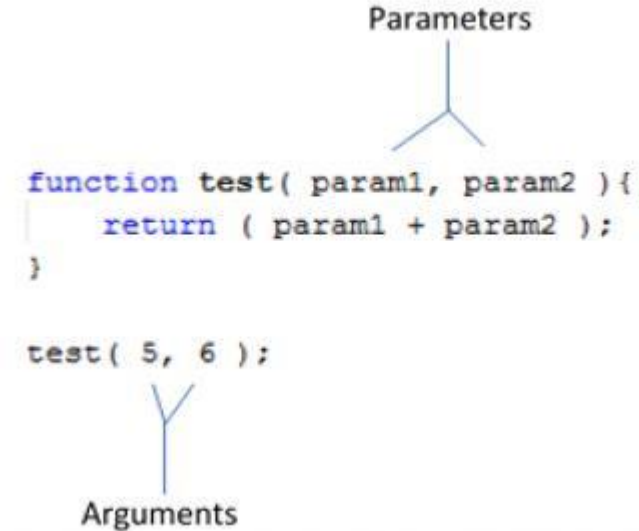 Parameters
function test( param1, param2 ){
return ( param1 + param2 );
}
test( 5, 6 );
Arguments